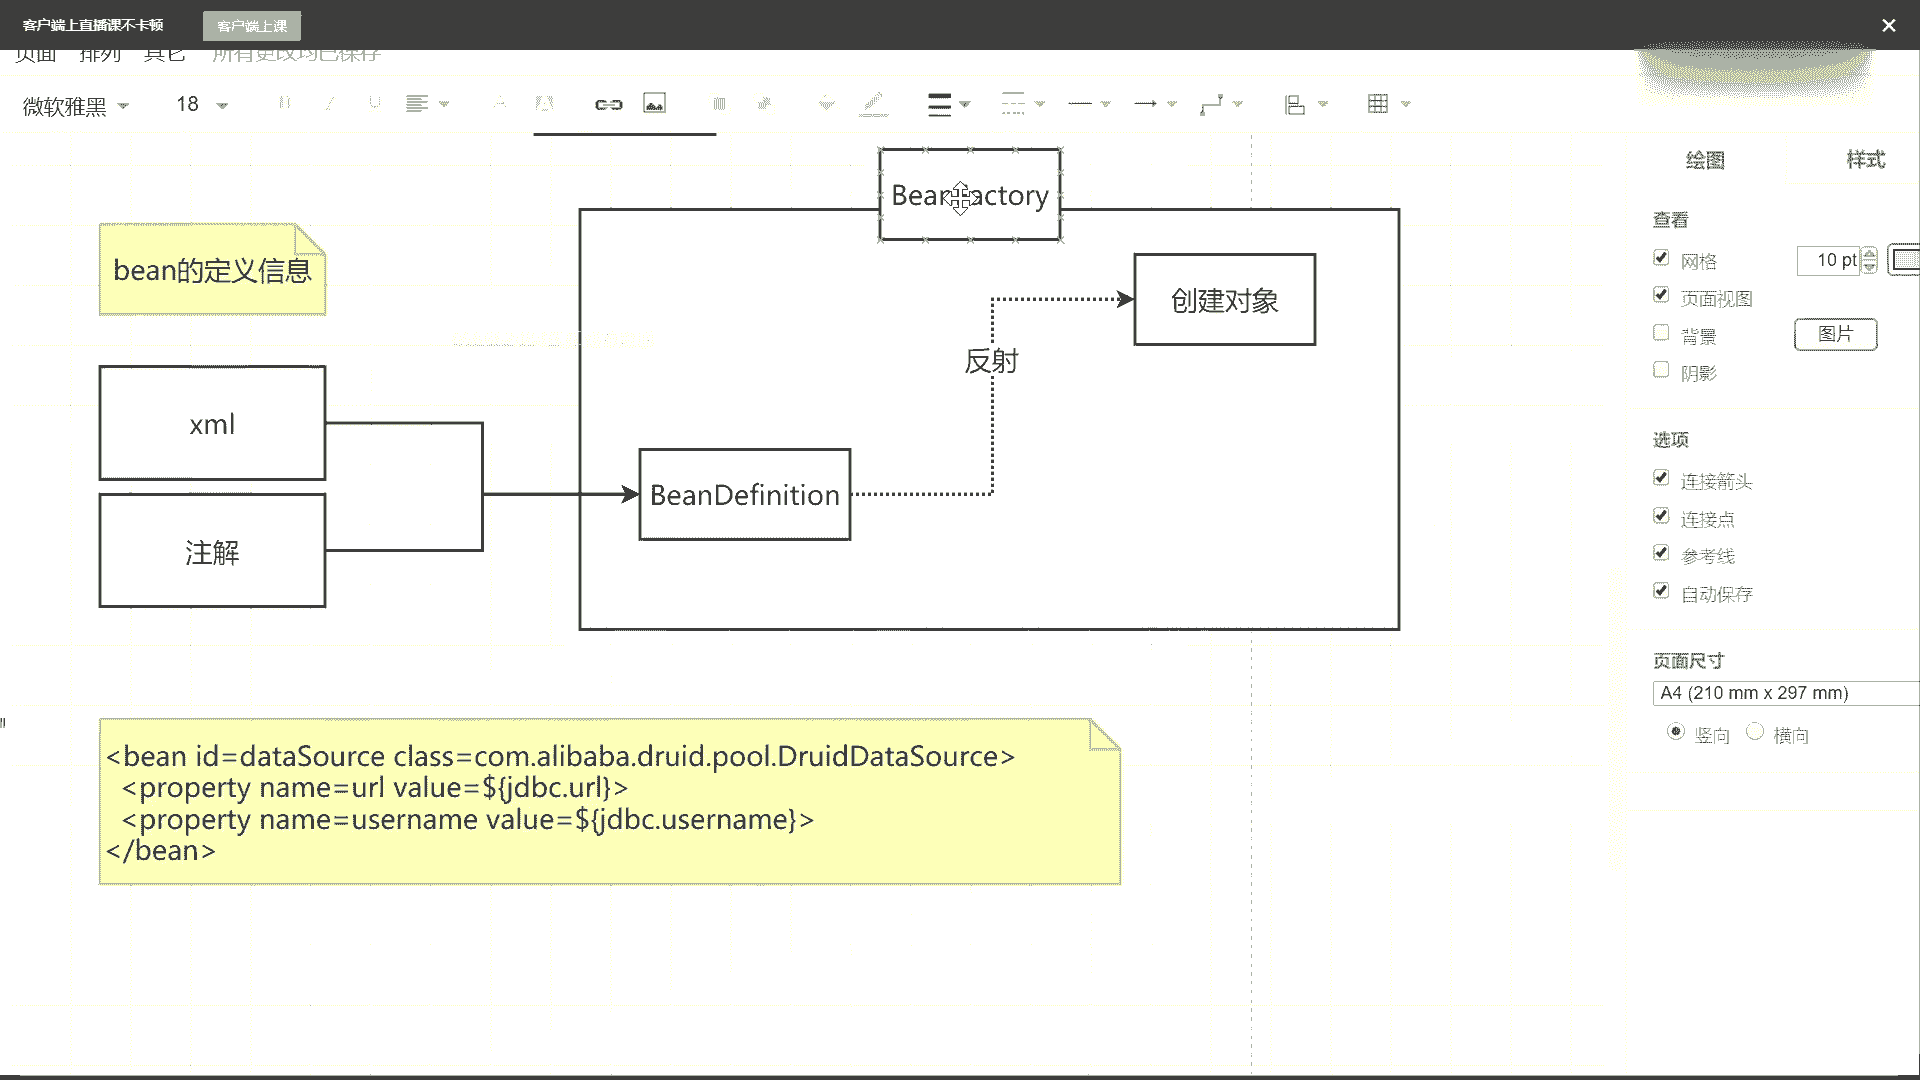 客户端上直播课不卡顿
客户端上课
页面 排列 其它 所有更改均已保存
微软雅黑 18
绘图 样式
BeanFactory
查看
bean的定义信息
网格 10 pt
创建对象
页面视图
背景 图片
反射
阴影
xml
选项
连接箭头
BeanDefinition
连接点
注解
参考线
自动保存
页面尺寸
A4 (210 mm x 297 mm)
竖向 横向
<bean id=dataSource class=com.alibaba.druid.pool.DruidDataSource>
<property name=url value=${jdbc.url}>
<property name=username value=${jdbc.username}>
</bean>